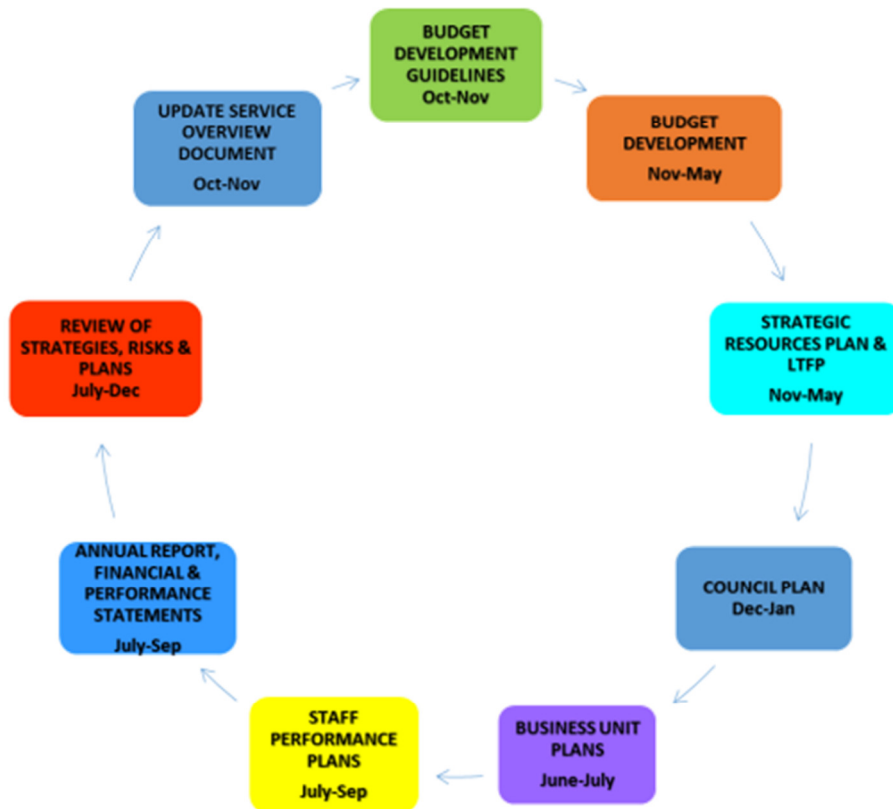 BUDGET
DEVELOPMENT
GUIDELINES
Oct-Nov
BUDGET
DEVELOPMENT
Nov-May
STRATEGIC
RESOURCES PLAN &
LTFP
Nov-May
COUNCIL PLAN
Dec-Jan
BUSINESS UNIT
PLANS
June-July
STAFF
PERFORMANCE
PLANS
July-Sep
ANNUAL REPORT,
FINANCIAL &
PERFORMANCE
STATEMENTS
July-Sep
REVIEW OF
STRATEGIES, RISKS &
PLANS
July-Dec
UPDATE SERVICE
OVERVIEW
DOCUMENT
Oct-Nov